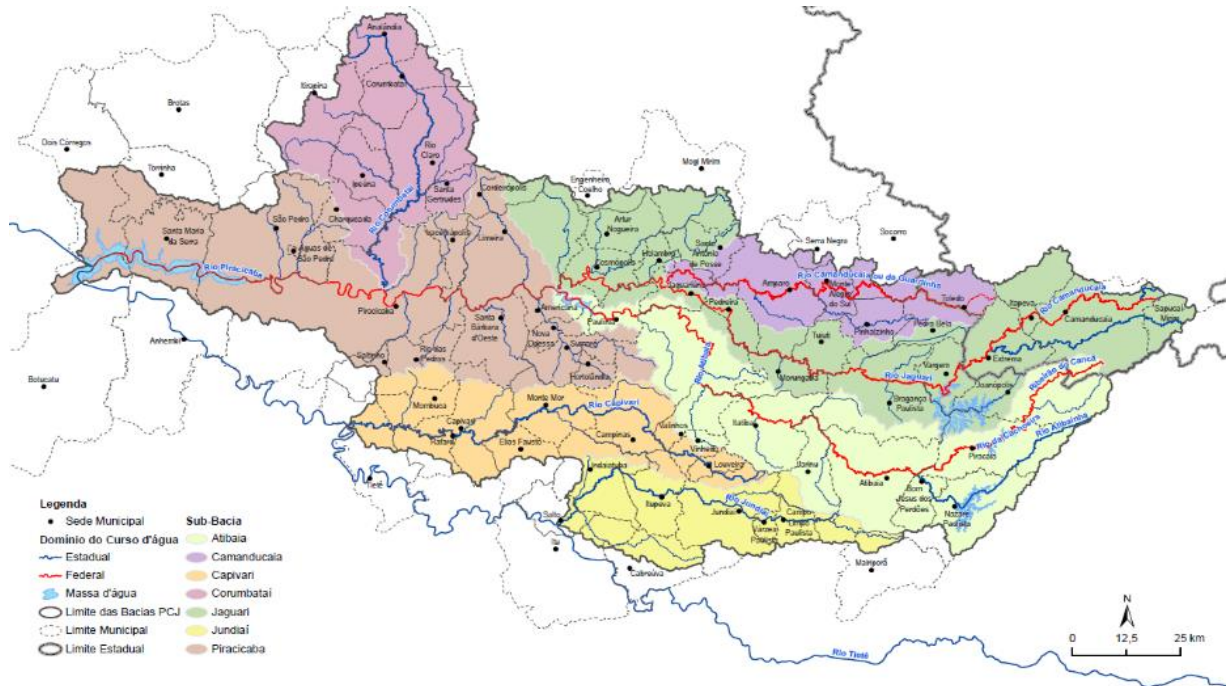 Analândia
Corumbataí
Itirapina
Brotas
Dois Córregos
Torrinha
Rio Claro
Ipeúna
Santa Gertrudes
Cordeirópolis
Rio Corumbataí
Charqueada
São Pedro
Águas de São Pedro
Santa Maria da Serra
Iracemápolis
Limeira
Rio Piracicaba
Piracicaba
Engenheiro Coelho
Mogi Mirim
Artur Nogueira
Cosmópolis
Holambra
Santo Antônio de Posse
Serra Negra
Socorro
Jaguariúna
Pedreira
Amparo
Monte Alegre do Sul
Rio Camanducaia ou da Guardinha
Toledo
Pinhalzinho
Pedra Bela
Itapeva
Rio Camanducaia
Camanducaia
Sapucaí Mirim
Extrema
Tuiuti
Vargem
Morungaba
Rio Jaguari
Bragança Paulista
Joanópolis
Ribeirão da Cancã
Americana
Paulínia
Santa Bárbara d'Oeste
Nova Odessa
Sumaré
Hortolândia
Saltinho
Rio das Pedras
Rio Atibaia
Anhembi
Botucatu
Mombuca
Monte Mor
Rio Capivari
Capivari
Rafard
Elias Fausto
Campinas
Valinhos
Vinhedo
Louveira
Itatiba
Jarinu
Atibaia
Bom Jesus dos Perdões
Piracaia
Rio da Cachoeira
Rio Atibainha
Nazaré Paulista
Tietê
Indaiatuba
Itupeva
Jundiaí
Rio Jundiaí
Campo Limpo Paulista
Várzea Paulista
Salto
Itu
Cabreúva
Mairiporã
Rio Tietê
Legenda
Sede Municipal
Domínio do Curso d'água
Estadual
Federal
Massa d'água
Limite das Bacias PCJ
Limite Municipal
Limite Estadual
Sub-Bacia
Atibaia
Camanducaia
Capivari
Corumbataí
Jaguari
Jundiaí
Piracicaba
N
0 12,5 25 km